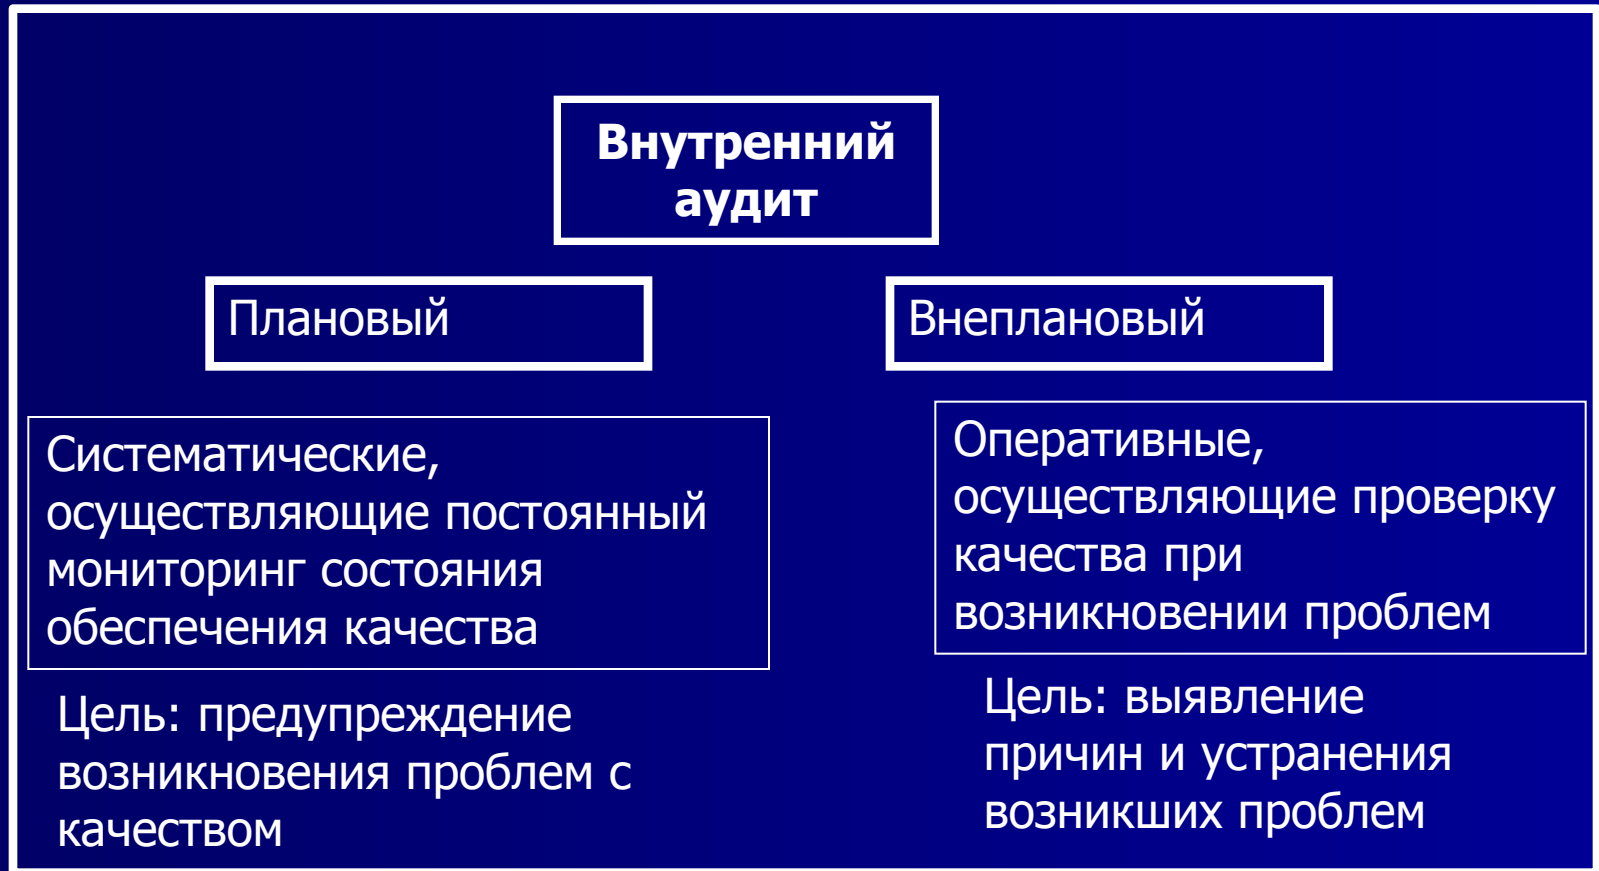 Внутренний
аудит
Плановый
Внеплановый
Систематические,
осуществляющие постоянный
мониторинг состояния
обеспечения качества
Оперативные,
осуществляющие проверку
качества при
возникновении проблем
Цель: предупреждение
возникновения проблем с
качеством
Цель: выявление
причин и устранения
возникших проблем